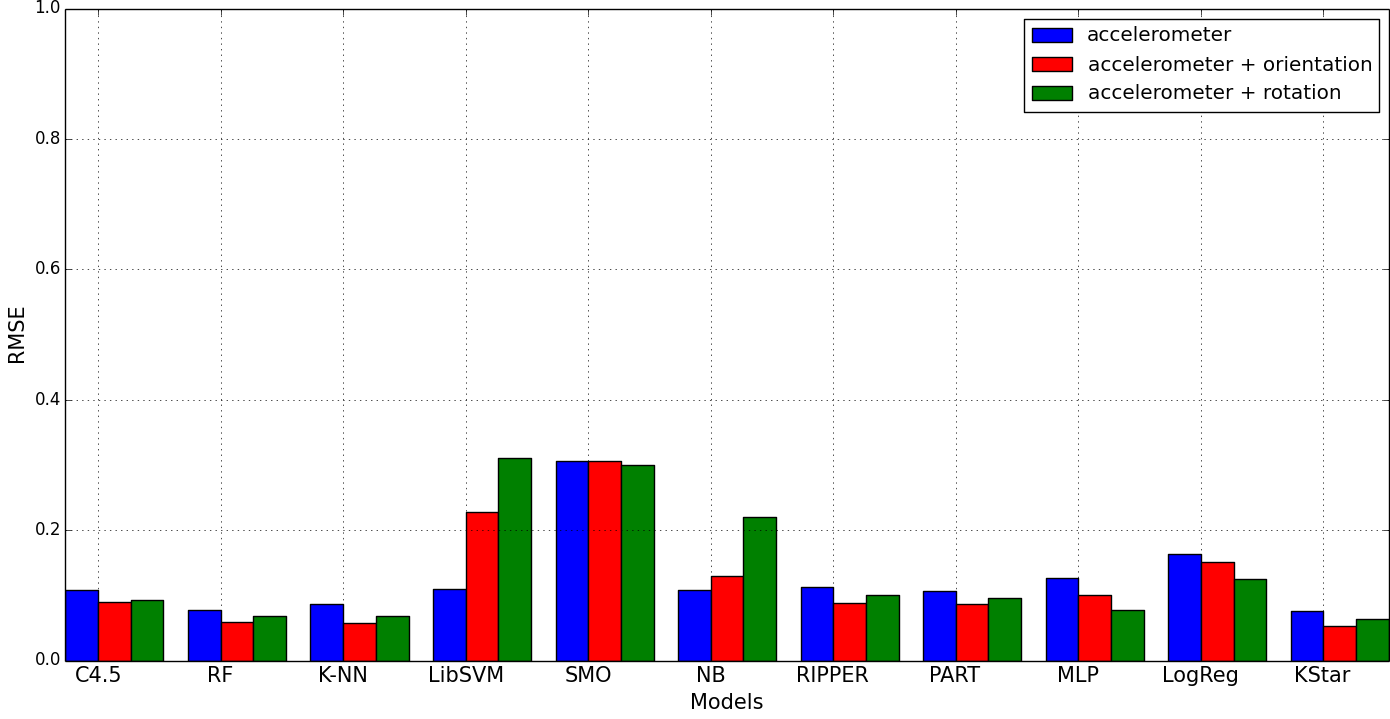 1.0
0.8
0.6
0.4
0.2
0.0
RMSE
accelerometer
accelerometer + orientation
accelerometer + rotation
C4.5 RF K-NN LibSVM SMO NB RIPPER PART MLP LogReg KStar
Models